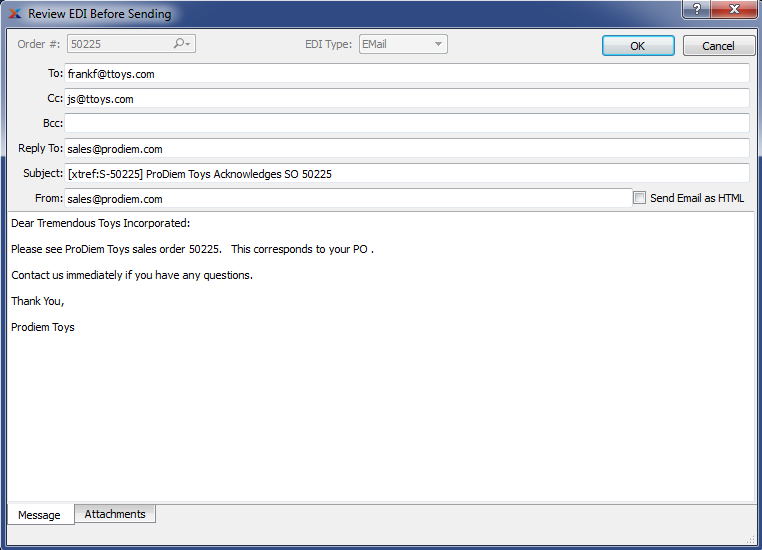 Review EDI Before Sending
Order #: 50225 EDI Type: EMail OK Cancel
To: frankf@ttoys.com
Cc: js@ttoys.com
Bcc:
Reply To: sales@prodiem.com
Subject: [xtref:S-50225] ProDiem Toys Acknowledges SO 50225
From: sales@prodiem.com Send Email as HTML
Dear Tremendous Toys Incorporated:
Please see ProDiem Toys sales order 50225.   This corresponds to your PO .
Contact us immediately if you have any questions.
Thank You,
Prodiem Toys
Message Attachments